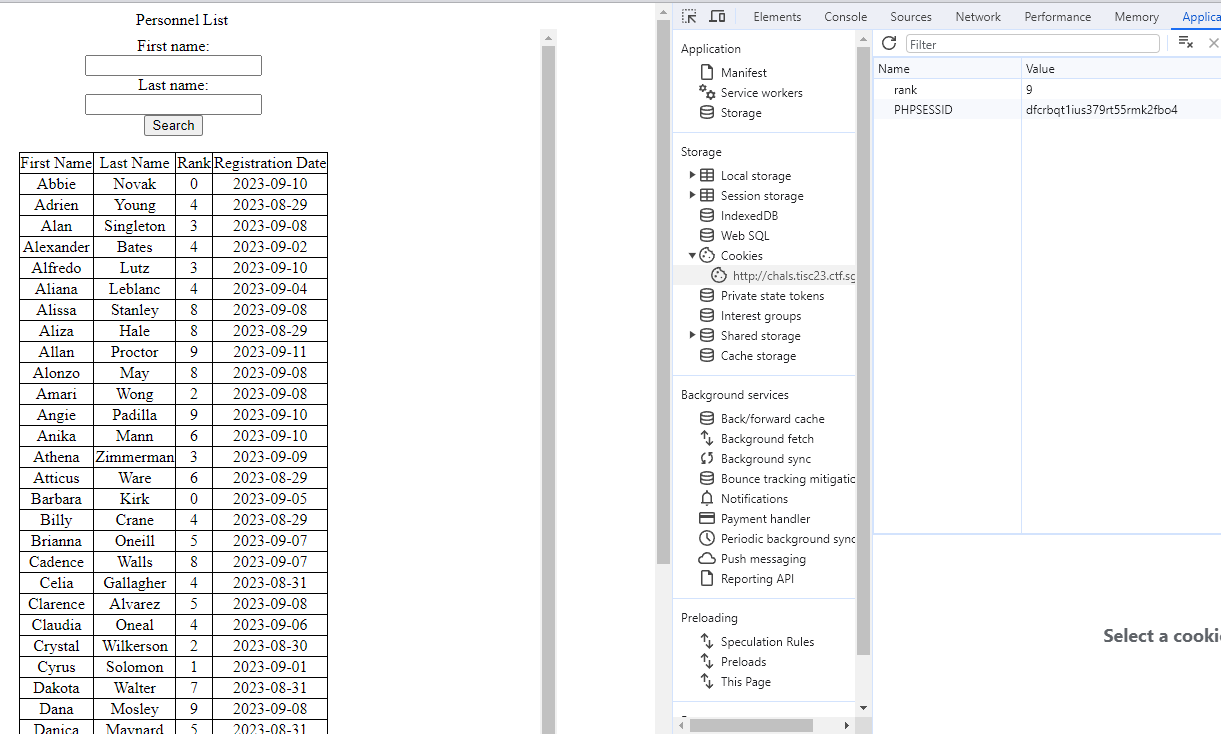 Personnel List
First name:
Last name:
Search
First Name Last Name Rank Registration Date
Abbie Novak 0 2023-09-10
Adrien Young 4 2023-08-29
Alan Singleton 3 2023-09-08
Alexander Bates 4 2023-09-02
Alfredo Lutz 3 2023-09-10
Aliana Leblanc 4 2023-09-04
Alissa Stanley 8 2023-09-08
Aliza Hale 8 2023-08-29
Allan Proctor 9 2023-09-11
Alonzo May 8 2023-09-08
Amari Wong 2 2023-09-08
Angie Padilla 9 2023-09-10
Anika Mann 6 2023-09-10
Athena Zimmerman 3 2023-09-09
Atticus Ware 6 2023-08-29
Barbara Kirk 0 2023-09-05
Billy Crane 4 2023-08-29
Brianna Oneill 5 2023-09-07
Cadence Walls 8 2023-09-07
Celia Gallagher 4 2023-08-31
Clarence Alvarez 5 2023-09-08
Claudia Oneal 4 2023-09-06
Crystal Wilkerson 2 2023-08-30
Cyrus Solomon 1 2023-09-01
Dakota Walter 7 2023-08-31
Dana Mosley 9 2023-09-08
Danica Maynard 5 2023-08-31
Elements Console Sources Network Performance Memory Applica
Application
Manifest
Service workers
Storage
Storage
Local storage
Session storage
IndexedDB
Web SQL
Cookies
http://chals.tisc23.ctf.sg
Private state tokens
Interest groups
Shared storage
Cache storage
Background services
Back/forward cache
Background fetch
Background sync
Bounce tracking mitigatic
Notifications
Payment handler
Periodic background sync
Push messaging
Reporting API
Preloading
Speculation Rules
Preloads
This Page
Filter
Name Value
rank 9
PHPSESSID dfcrbqt1ius379rt55rmk2fbo4
Select a cooki